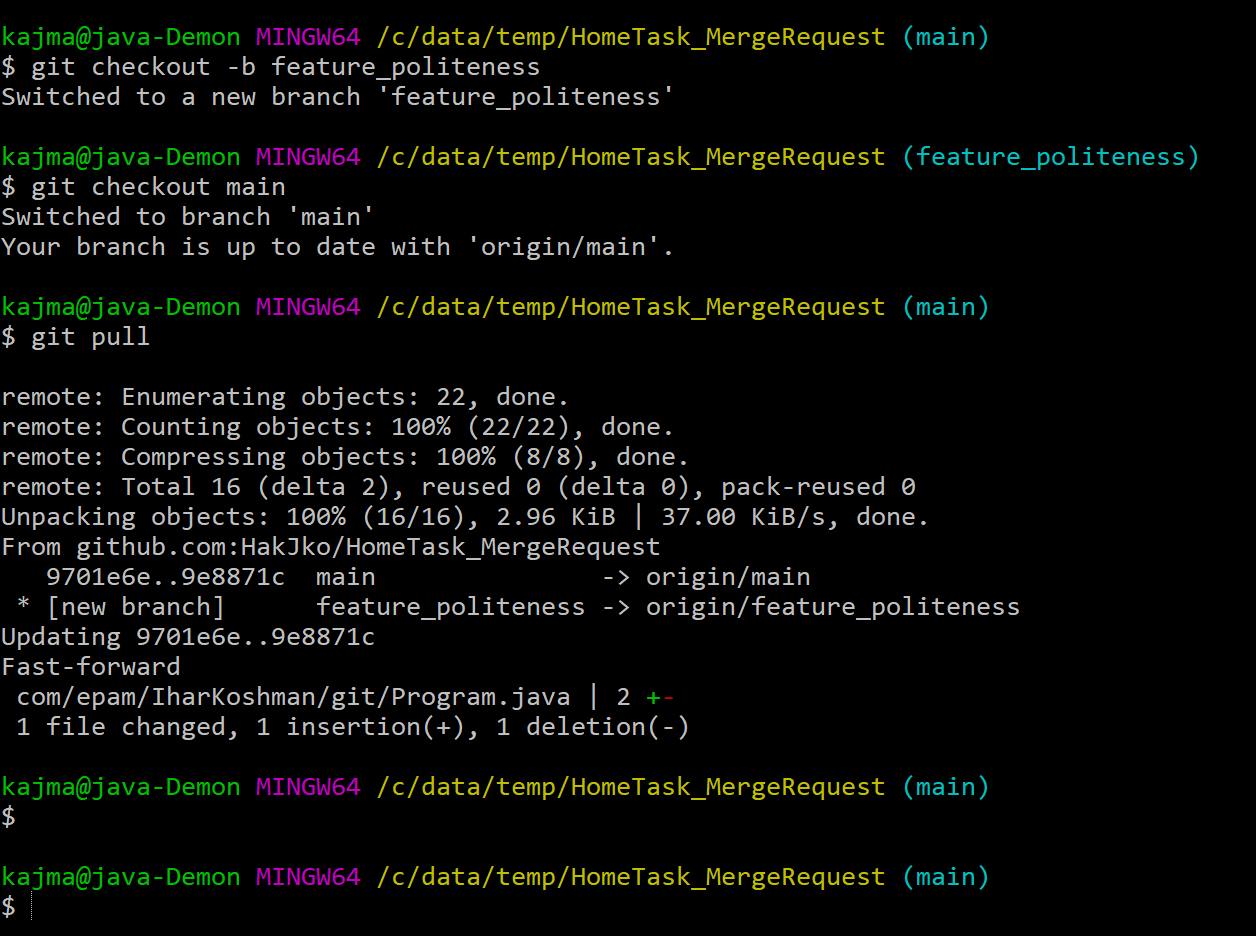 kajma@java-Demon MINGW64 /c/data/temp/HomeTask_MergeRequest (main)
$ git checkout -b feature_politeness
Switched to a new branch 'feature_politeness'
kajma@java-Demon MINGW64 /c/data/temp/HomeTask_MergeRequest (feature_politeness)
$ git checkout main
Switched to branch 'main'
Your branch is up to date with 'origin/main'.
kajma@java-Demon MINGW64 /c/data/temp/HomeTask_MergeRequest (main)
$ git pull
remote: Enumerating objects: 22, done.
remote: Counting objects: 100% (22/22), done.
remote: Compressing objects: 100% (8/8), done.
remote: Total 16 (delta 2), reused 0 (delta 0), pack-reused 0
Unpacking objects: 100% (16/16), 2.96 KiB | 37.00 KiB/s, done.
From github.com:HakJko/HomeTask_MergeRequest
   9701e6e..9e8871c  main               -> origin/main
 * [new branch]      feature_politeness -> origin/feature_politeness
Updating 9701e6e..9e8871c
Fast-forward
 com/epam/IharKoshman/git/Program.java | 2 +-
 1 file changed, 1 insertion(+), 1 deletion(-)
kajma@java-Demon MINGW64 /c/data/temp/HomeTask_MergeRequest (main)
$
kajma@java-Demon MINGW64 /c/data/temp/HomeTask_MergeRequest (main)
$